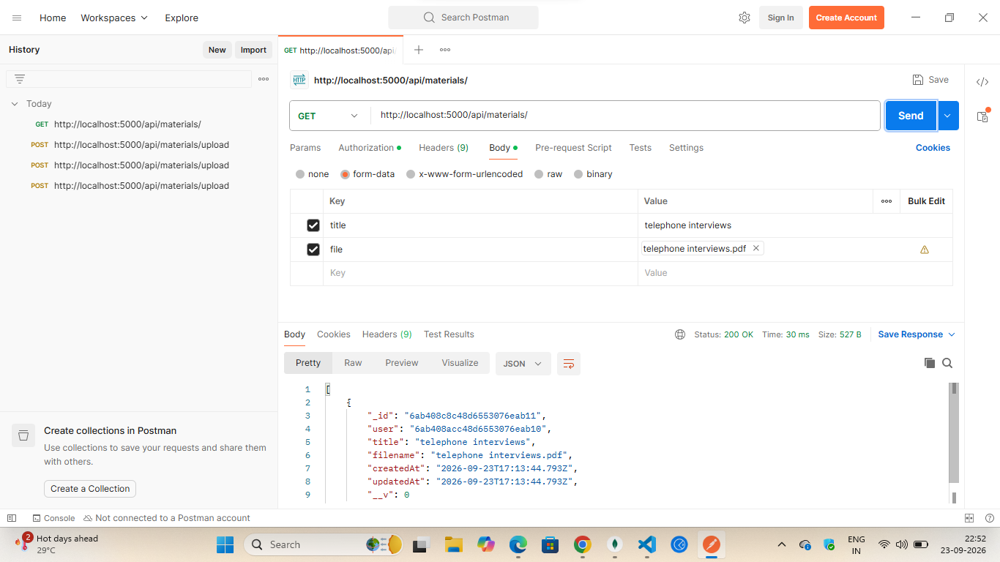 Home Workspaces Explore Search Postman Sign In Create Account
History New Import
GET http://localhost:5000/api/
HTTP http://localhost:5000/api/materials/ Save
Today
GET http://localhost:5000/api/materials/
POST http://localhost:5000/api/materials/upload
POST http://localhost:5000/api/materials/upload
POST http://localhost:5000/api/materials/upload
GET http://localhost:5000/api/materials/ Send
Params Authorization Headers (9) Body Pre-request Script Tests Settings Cookies
none form-data x-www-form-urlencoded raw binary
Key Value Bulk Edit
title telephone interviews
file telephone interviews.pdf
Key Value
Body Cookies Headers (9) Test Results Status: 200 OK Time: 30 ms Size: 527 B Save Response
Pretty Raw Preview Visualize JSON
1 [
2 {
3 "_id": "6ab408c8c48d6553076eab11",
4 "user": "6ab408acc48d6553076eab10",
5 "title": "telephone interviews",
6 "filename": "telephone interviews.pdf",
7 "createdAt": "2026-09-23T17:13:44.793Z",
8 "updatedAt": "2026-09-23T17:13:44.793Z",
9 "__v": 0
Create collections in Postman
Use collections to save your requests and share them
with others.
Create a Collection
Console Not connected to a Postman account
2 Hot days ahead
29°C
Search
ENG
IN
22:52
23-09-2026